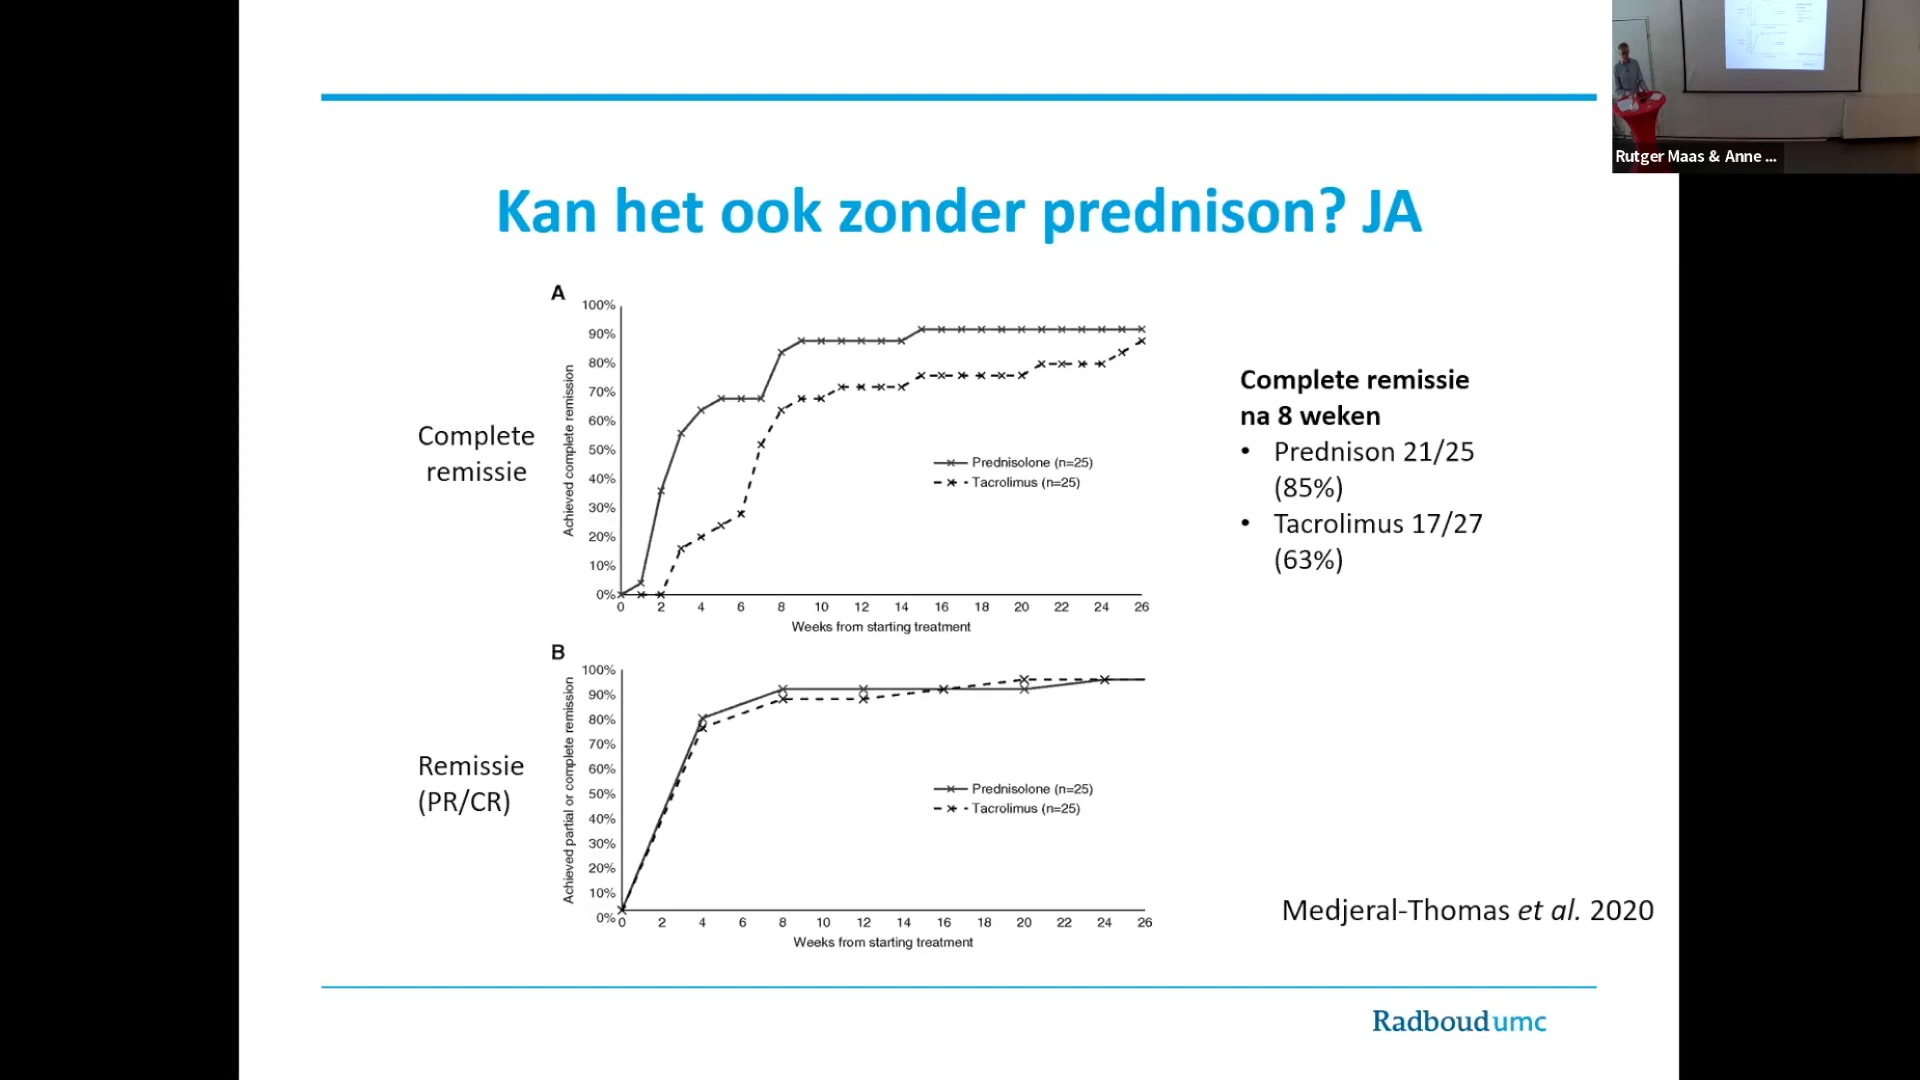 Rutger Maas & Anne ...
Kan het ook zonder prednison? JA
Complete
remissie
A
Achieved complete remission
100%
90%
80%
70%
60%
50%
40%
30%
20%
10%
0%
0 2 4 6 8 10 12 14 16 18 20 22 24 26
Weeks from starting treatment
Prednisolone (n=25)
Tacrolimus (n=25)
Complete remissie
na 8 weken
• Prednison 21/25
(85%)
• Tacrolimus 17/27
(63%)
Remissie
(PR/CR)
B
Achieved partial or complete remission
100%
90%
80%
70%
60%
50%
40%
30%
20%
10%
0%
0 2 4 6 8 10 12 14 16 18 20 22 24 26
Weeks from starting treatment
Prednisolone (n=25)
Tacrolimus (n=25)
Medjeral-Thomas et al. 2020
Radboudumc